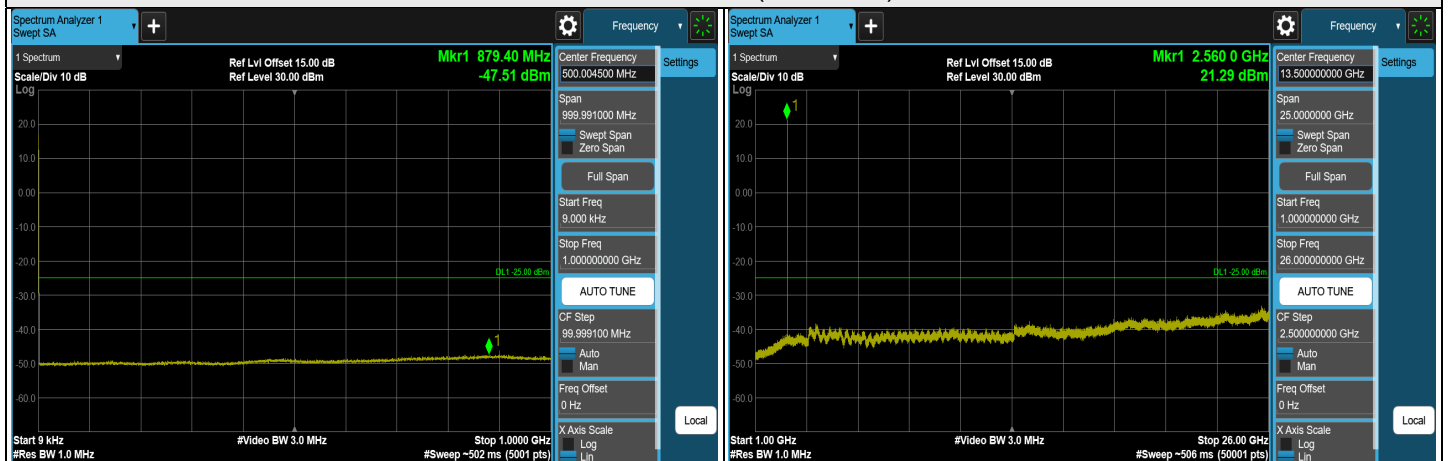 Spectrum Analyzer 1
Swept SA
Frequency
1 Spectrum
Scale/Div 10 dB
Log
Ref Lvl Offset 15.00 dB
Ref Level 30.00 dBm
Mkr1 879.40 MHz
-47.51 dBm
20.0
10.0
0.00
-10.0
-20.0
-30.0
-40.0
-50.0
-60.0
DL1 -25.00 dBm
1
Start 9 kHz
#Video BW 3.0 MHz
Stop 1.0000 GHz
#Res BW 1.0 MHz
#Sweep ~502 ms (5001 pts)
Center Frequency
500.004500 MHz
Settings
Span
999.991000 MHz
Swept Span
Zero Span
Full Span
Start Freq
9.000 kHz
Stop Freq
1.000000000 GHz
AUTO TUNE
CF Step
99.999100 MHz
Auto
Man
Freq Offset
0 Hz
X Axis Scale
Log
Lin
Local
Spectrum Analyzer 1
Swept SA
Frequency
1 Spectrum
Scale/Div 10 dB
Log
Ref Lvl Offset 15.00 dB
Ref Level 30.00 dBm
Mkr1 2.560 0 GHz
21.29 dBm
1
20.0
10.0
0.00
-10.0
-20.0
-30.0
-40.0
-50.0
-60.0
DL1 -25.00 dBm
Start 1.00 GHz
#Video BW 3.0 MHz
Stop 26.00 GHz
#Res BW 1.0 MHz
#Sweep ~506 ms (50001 pts)
Center Frequency
13.500000000 GHz
Settings
Span
25.0000000 GHz
Swept Span
Zero Span
Full Span
Start Freq
1.000000000 GHz
Stop Freq
26.000000000 GHz
AUTO TUNE
CF Step
2.500000000 GHz
Auto
Man
Freq Offset
0 Hz
X Axis Scale
Log
Lin
Local